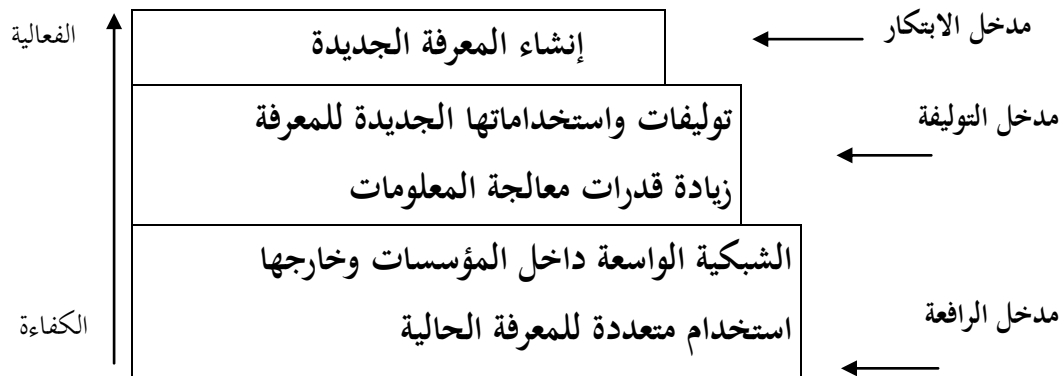 مدخل الابتكار
إنشاء المعرفة الجديدة
الفعالية
مدخل التوليفة
توليفات واستخداماتها الجديدة للمعرفة
زيادة قدرات معالجة المعلومات
الشبكية الواسعة داخل المؤسسات وخارجها
مدخل الرافعة
استخدام متعددة للمعرفة الحالية
الكفاءة